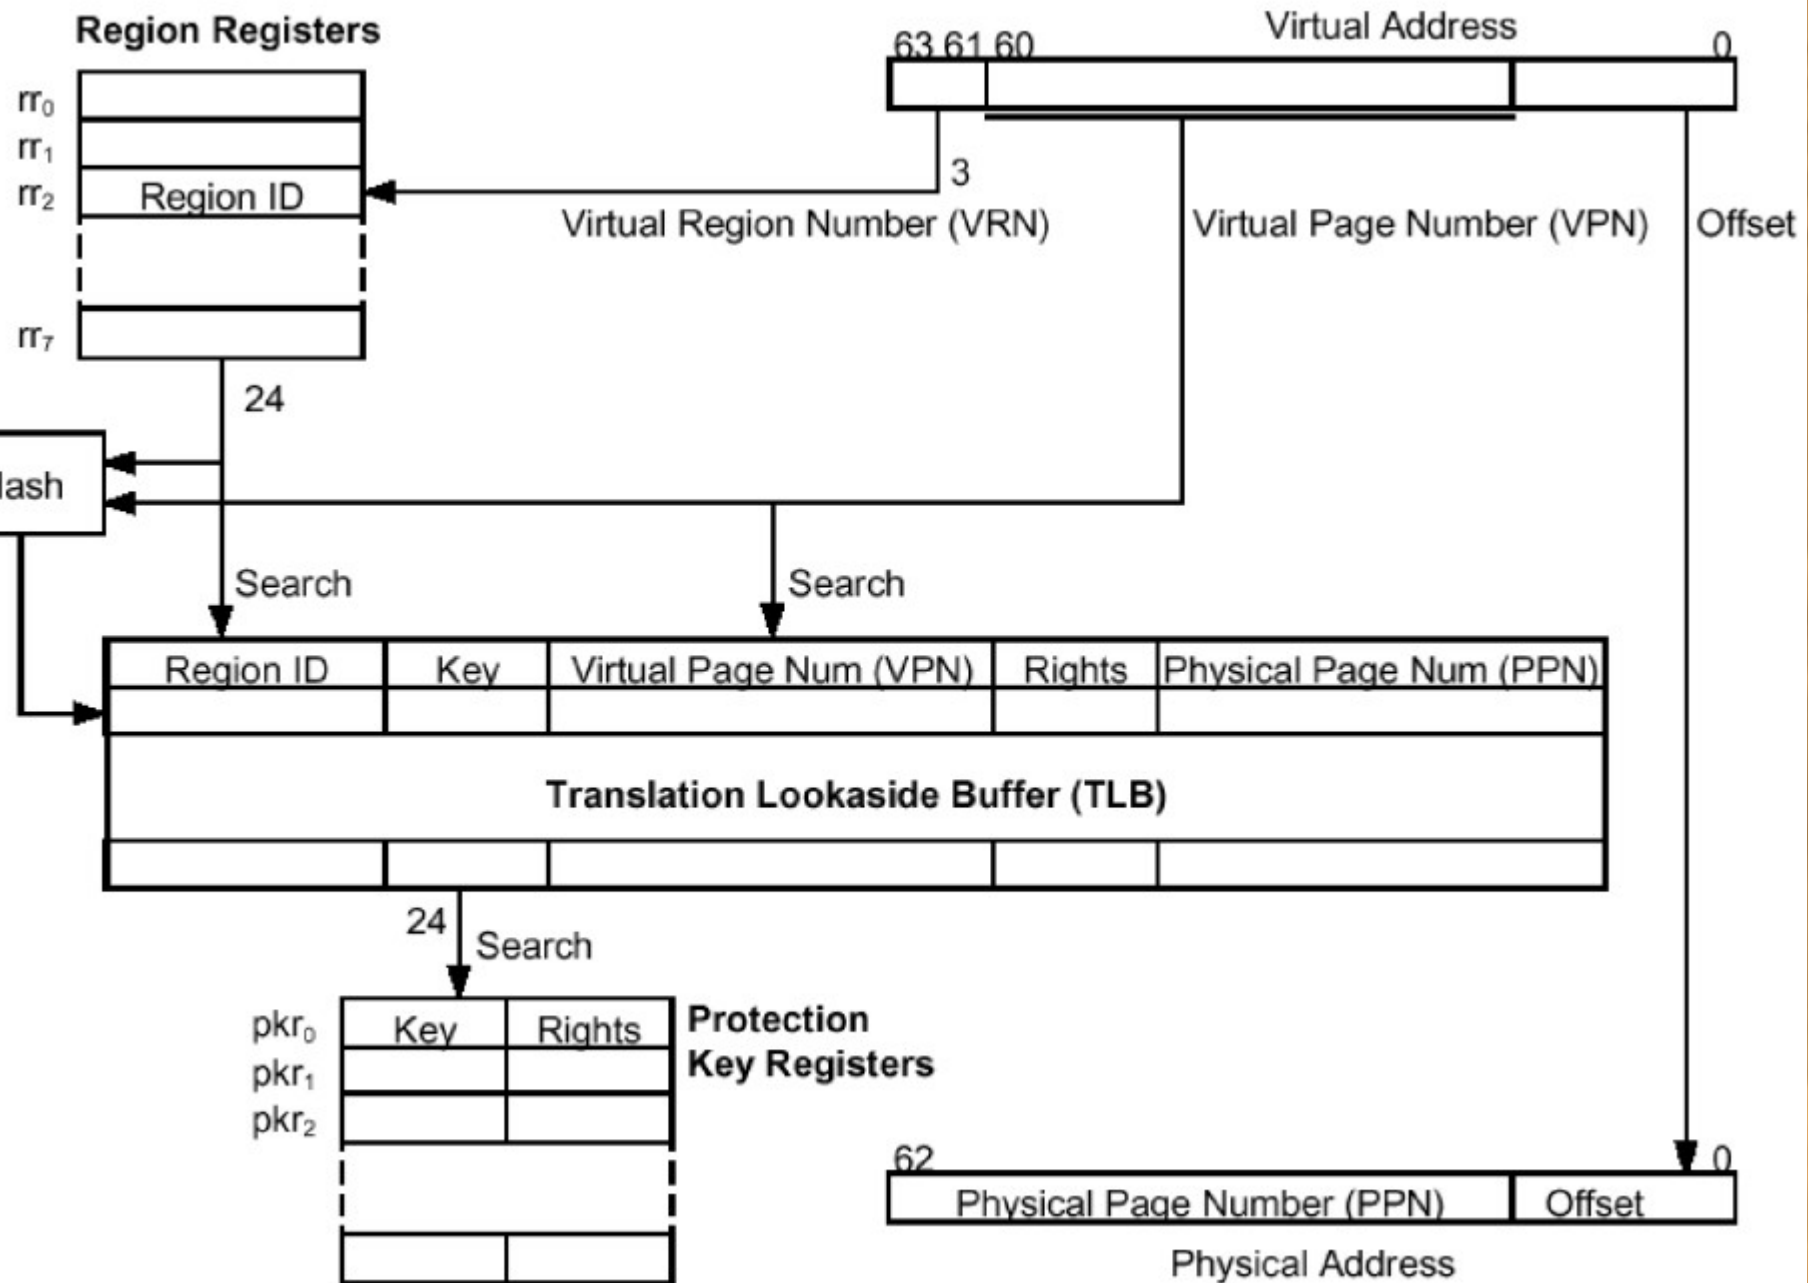 Region Registers
Virtual Address
63 61 60
0
rr0
rr1
rr2
Region ID
3
Virtual Region Number (VRN)
Virtual Page Number (VPN)
Offset
rr7
24
lash
Search
Search
Region ID
Key
Virtual Page Num (VPN)
Rights
Physical Page Num (PPN)
Translation Lookaside Buffer (TLB)
24
Search
pkr0
Key
Rights
Protection
Key Registers
pkr1
pkr2
62
0
Physical Page Number (PPN)
Offset
Physical Address